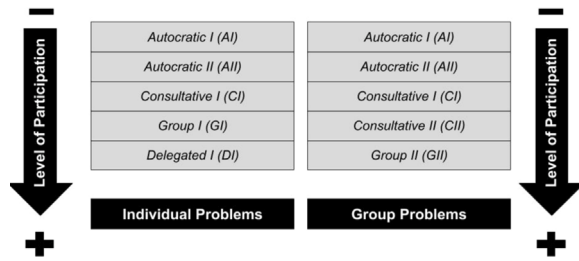 −
−
Level of Participation
Autocratic I (AI)
Autocratic II (AII)
Consultative I (CI)
Group I (GI)
Delegated I (DI)
Individual Problems
Autocratic I (AI)
Autocratic II (AII)
Consultative I (CI)
Consultative II (CII)
Group II (GII)
Group Problems
Level of Participation
+
+